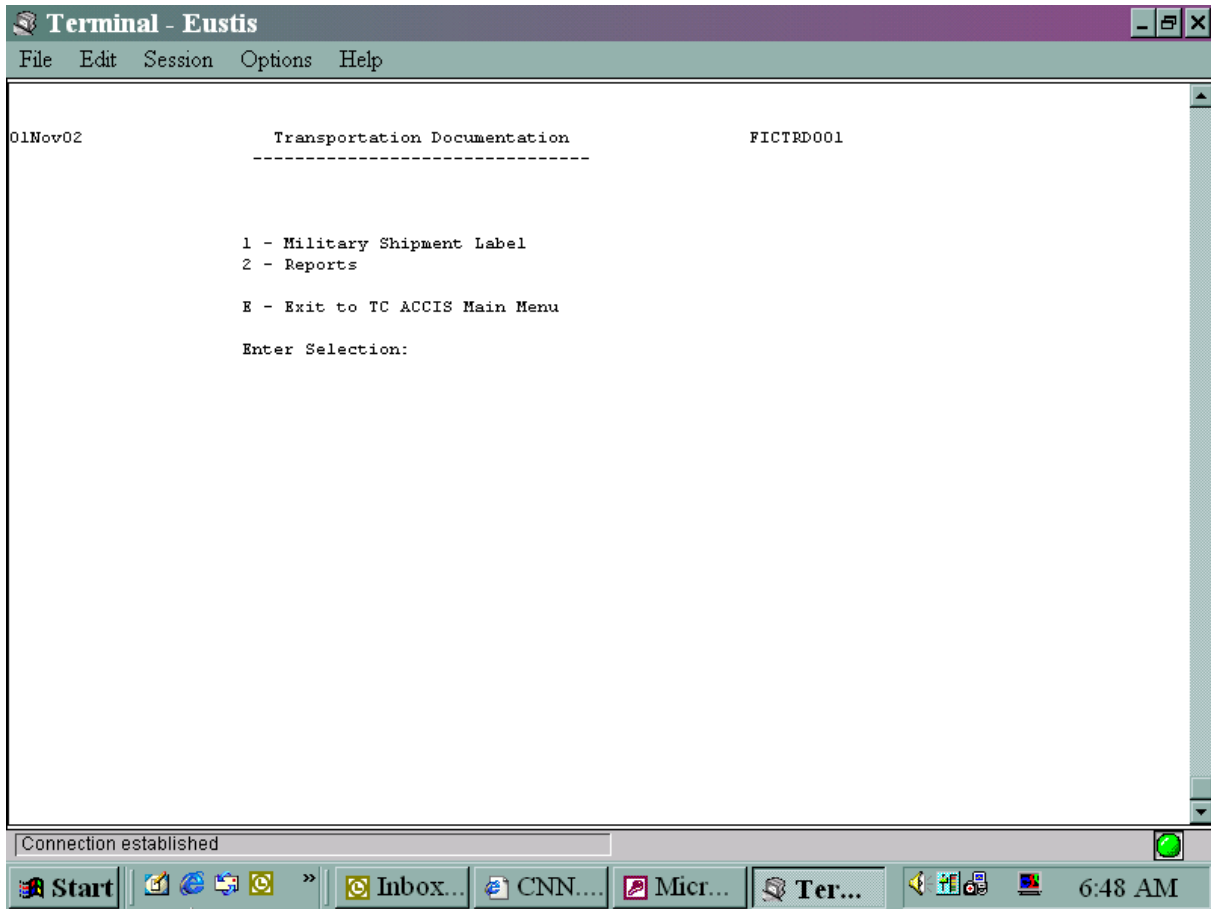 Terminal - Eustis
File Edit Session Options Help
01Nov02 Transportation Documentation FICTRD001
--------------------------------
1 - Military Shipment Label
2 - Reports
E - Exit to TC ACCIS Main Menu
Enter Selection:
Connection established
Start » Inbox... CNN.... Micr... Ter... 6:48 AM